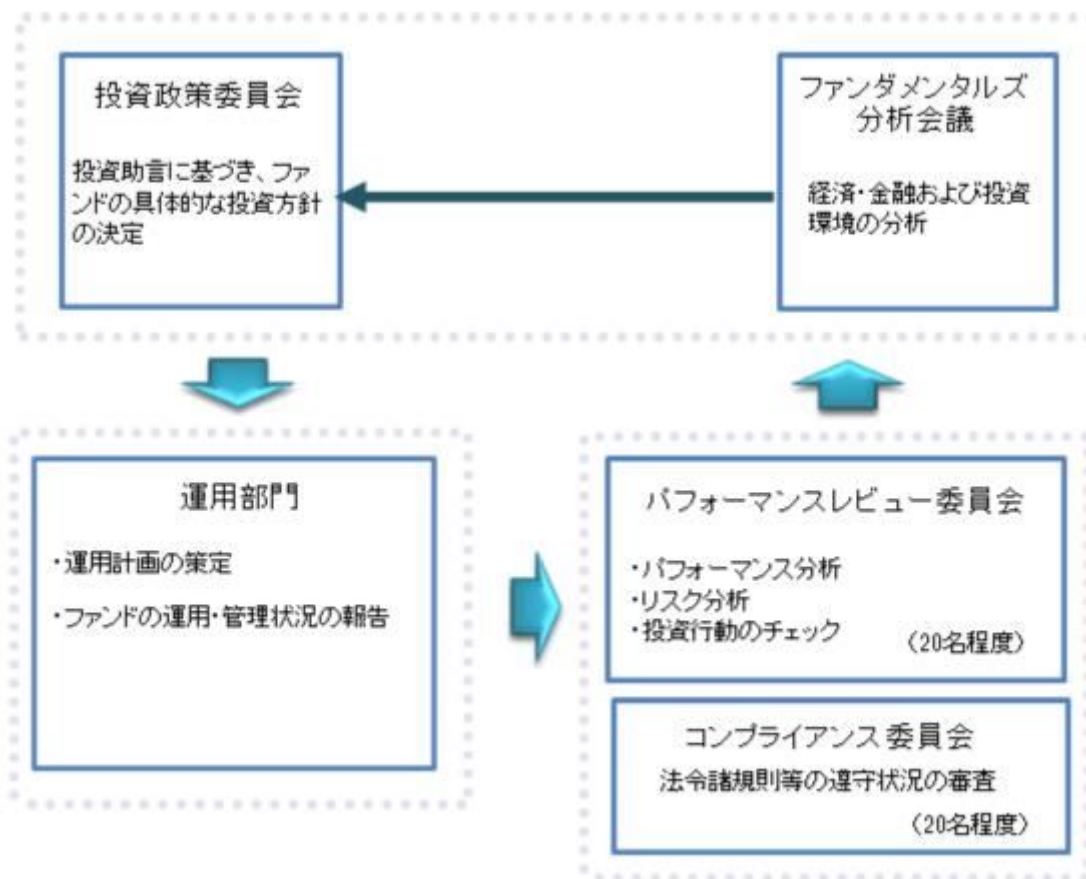 投資政策委員会
投資助言に基づき、ファ
ンドの具体的な投資方針
の決定
ファンダメンタルズ
分析会議
経済・金融および投資
環境の分析
運用部門
・運用計画の策定
・ファンドの運用・管理状況の報告
パフォーマンスレビュー委員会
・パフォーマンス分析
・リスク分析
・投資行動のチェック
（20名程度）
コンプライアンス委員会
法令諸規則等の遵守状況の審査
（20名程度）